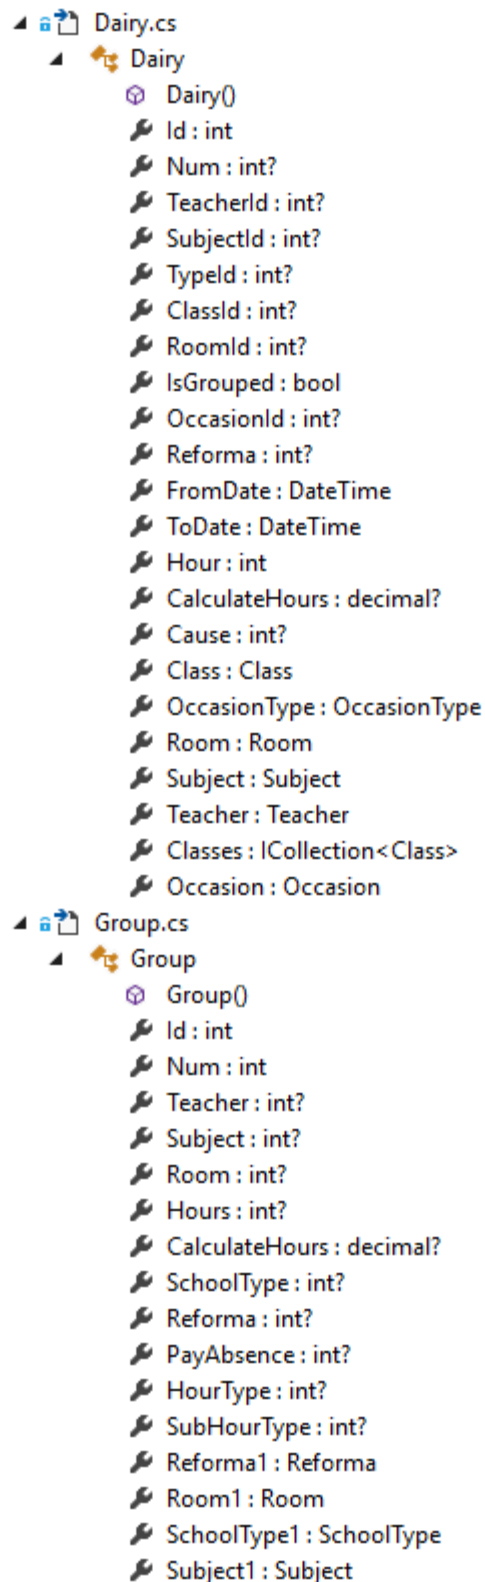 Dairy.cs
Dairy
Dairy()
Id : int
Num : int?
TeacherId : int?
SubjectId : int?
TypeId : int?
ClassId : int?
RoomId : int?
IsGrouped : bool
OccasionId : int?
Reforma : int?
FromDate : DateTime
ToDate : DateTime
Hour : int
CalculateHours : decimal?
Cause : int?
Class : Class
OccasionType : OccasionType
Room : Room
Subject : Subject
Teacher : Teacher
Classes : ICollection<Class>
Occasion : Occasion
Group.cs
Group
Group()
Id : int
Num : int
Teacher : int?
Subject : int?
Room : int?
Hours : int?
CalculateHours : decimal?
SchoolType : int?
Reforma : int?
PayAbsence : int?
HourType : int?
SubHourType : int?
Reforma1 : Reforma
Room1 : Room
SchoolType1 : SchoolType
Subject1 : Subject